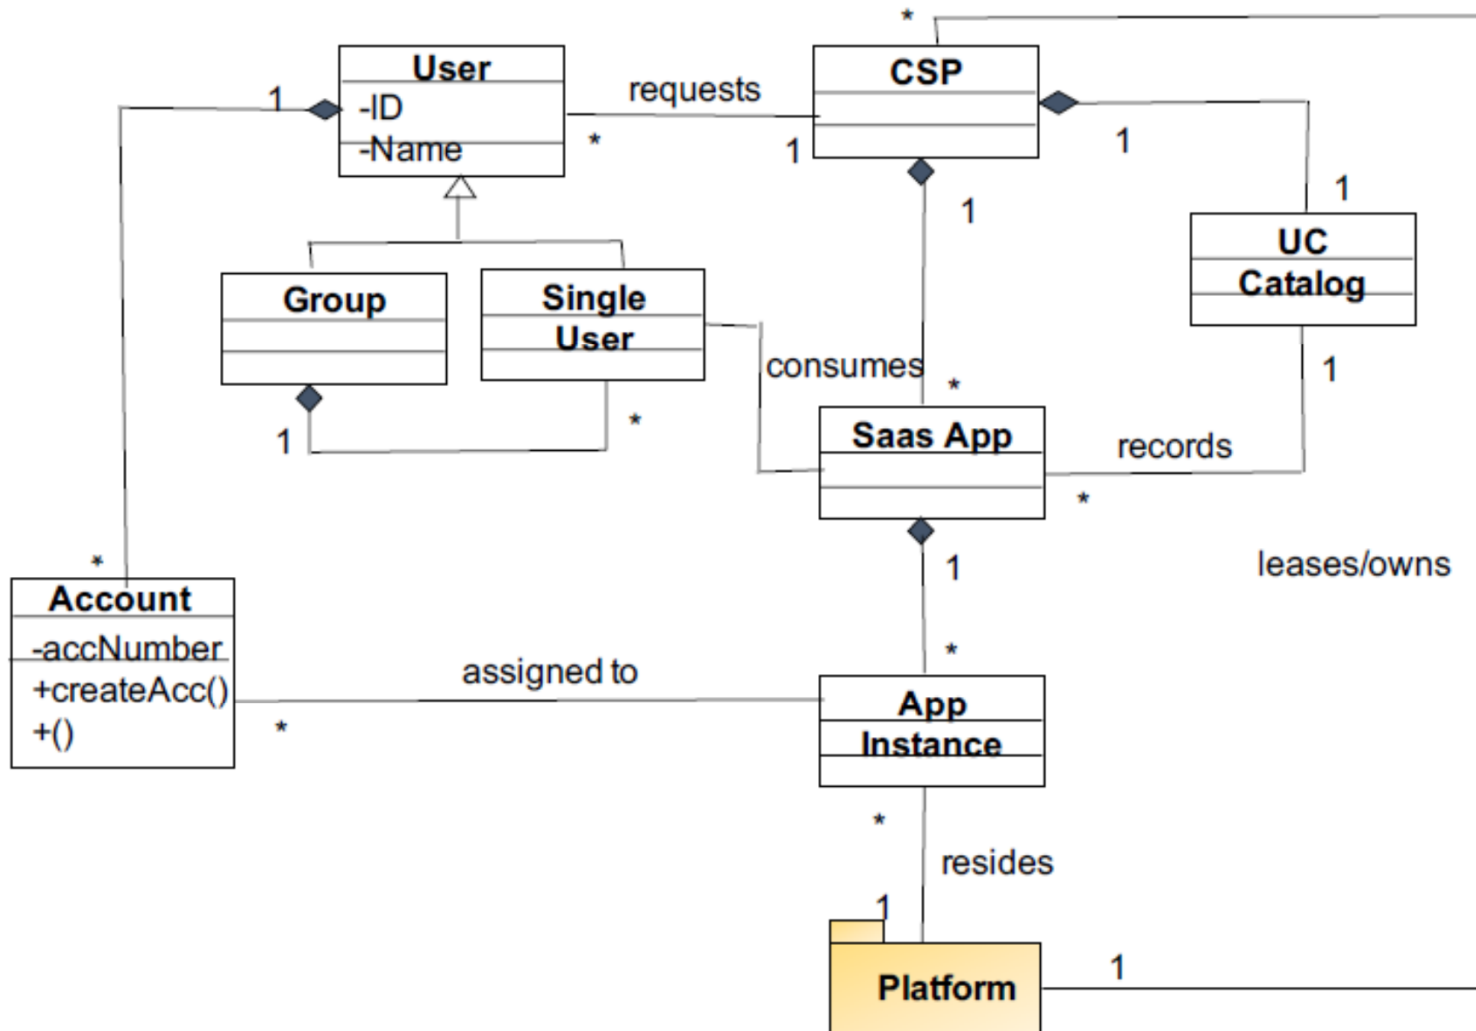 *
User
-ID
-Name
1
requests
*
1
CSP
1
1
1
UC
Catalog
Group
Single
User
consumes
*
1
*
1
Saas App
records
*
1
leases/owns
*
Account
-accNumber
+createAcc()
+()
assigned to
*
*
App
Instance
*
resides
1
Platform
1